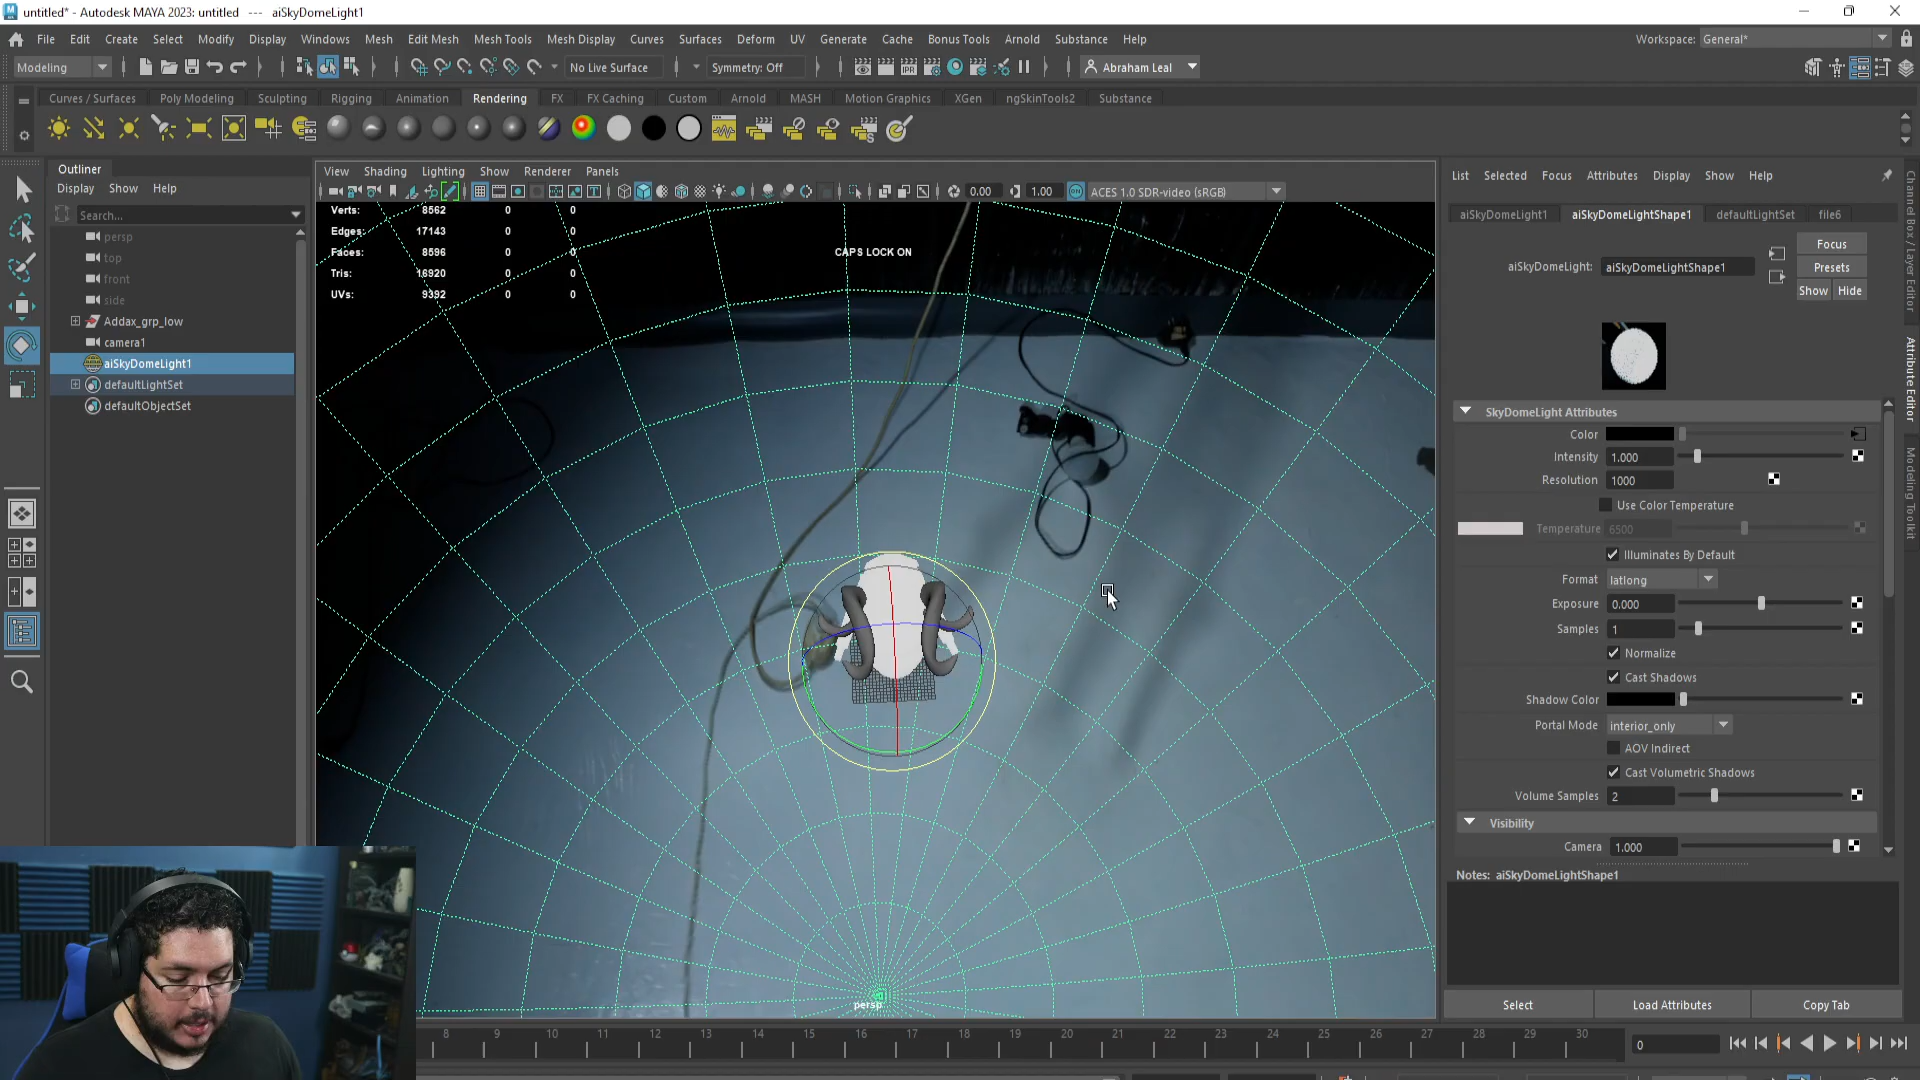 untitled* - Autodesk MAYA 2023: untitled --- aiSkyDomeLight1
File Edit Create Select Modify Display Windows Mesh Edit Mesh Mesh Tools Mesh Display Curves Surfaces Deform UV Generate Cache Bonus Tools Arnold Substance Help
Workspace: General*
Modeling
No Live Surface
Symmetry: Off
Abraham Leal
Curves / Surfaces Poly Modeling Sculpting Rigging Animation Rendering FX FX Caching Custom Arnold MASH Motion Graphics XGen ngSkinTools2 Substance
IPR
Outliner
Display Show Help
Search...
persp
top
front
side
Addax_grp_low
camera1
aiSkyDomeLight1
defaultLightSet
defaultObjectSet
View Shading Lighting Show Renderer Panels
0.00 1.00 ACES 1.0 SDR-video (sRGB)
Verts: 8562 0 0
Edges: 17143 0 0
Faces: 8596 0 0
Tris: 16920 0 0
UVs: 9392 0 0
CAPS LOCK ON
persp
List Selected Focus Attributes Display Show Help
aiSkyDomeLight1 aiSkyDomeLightShape1 defaultLightSet file6
Focus
aiSkyDomeLight: aiSkyDomeLightShape1
Presets
Show Hide
SkyDomeLight Attributes
Color
Intensity 1.000
Resolution 1000
Use Color Temperature
Temperature 6500
Illuminates By Default
Format latlong
Exposure 0.000
Samples 1
Normalize
Cast Shadows
Shadow Color
Portal Mode interior_only
AOV Indirect
Cast Volumetric Shadows
Volume Samples 2
Visibility
Camera 1.000
Notes: aiSkyDomeLightShape1
Select Load Attributes Copy Tab
Channel Box / Layer Editor
Attribute Editor
Modeling Toolkit
8 9 10 11 12 13 14 15 16 17 18 19 20 21 22 23 24 25 26 27 28 29 30
0